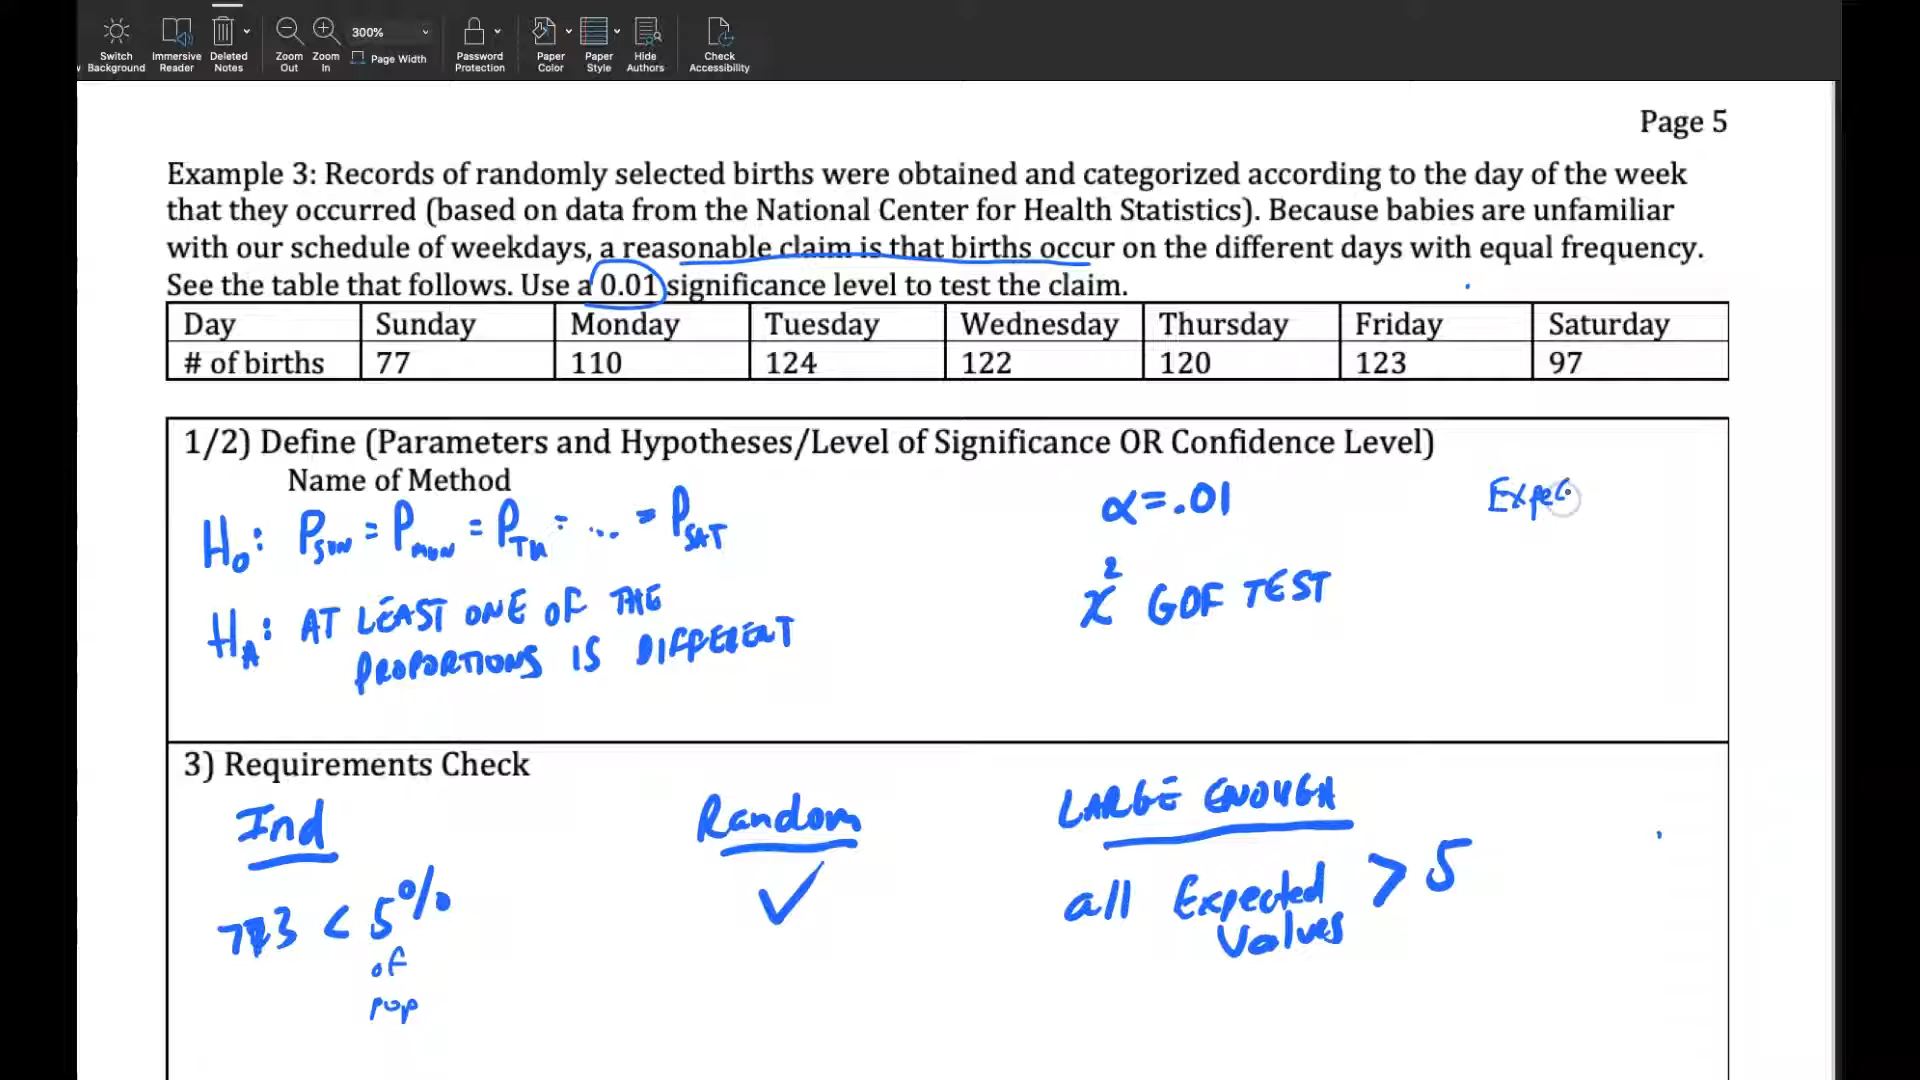 Switch Background
Immersive Reader
Deleted Notes
Zoom Out
Zoom In
300%
Page Width
Password Protection
Paper Color
Paper Style
Hide Authors
Check Accessibility
Page 5
Example 3: Records of randomly selected births were obtained and categorized according to the day of the week
that they occurred (based on data from the National Center for Health Statistics). Because babies are unfamiliar
with our schedule of weekdays, a reasonable claim is that births occur on the different days with equal frequency.
See the table that follows. Use a 0.01 significance level to test the claim.
Day Sunday Monday Tuesday Wednesday Thursday Friday Saturday
# of births 77 110 124 122 120 123 97
1/2) Define (Parameters and Hypotheses/Level of Significance OR Confidence Level)
Name of Method
H₀: P_SUN = P_MON = P_TU = ... = P_SAT
α = .01
Expec
H_A: AT LEAST ONE OF THE
PROPORTIONS IS DIFFERENT
χ² GOF TEST
3) Requirements Check
Ind
Random
LARGE ENOUGH
773 < 5%
of
pop
✓
all Expected
Values
> 5